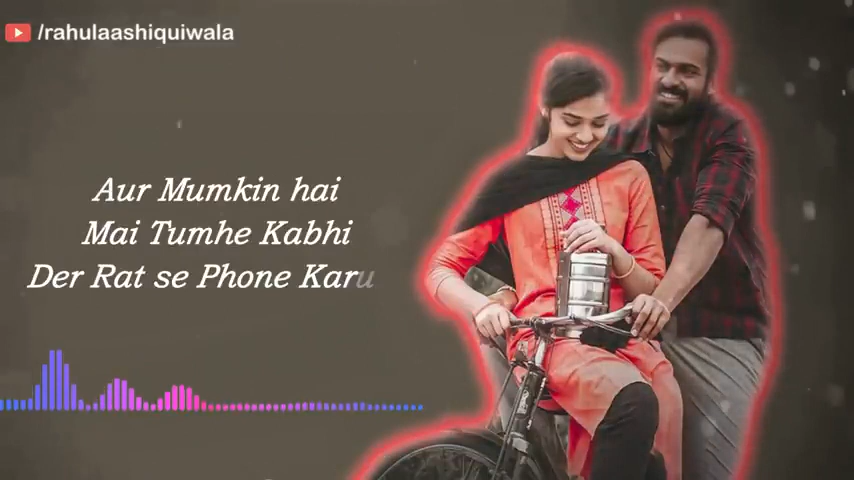 /rahulaashiquiwala
Aur Mumkin hai
Mai Tumhe Kabhi
Der Rat se Phone Karu